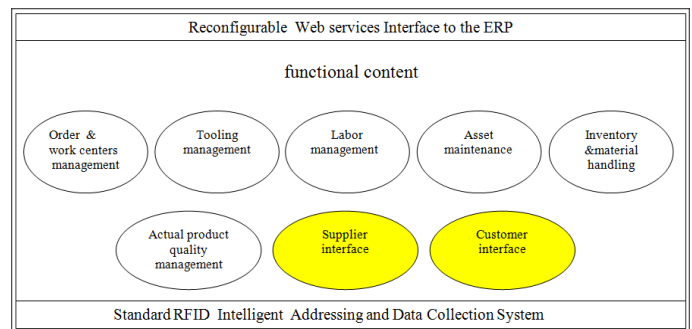 Reconfigurable Web services Interface to the ERP
functional content
Order &
work centers
management
Tooling
management
Labor
management
Asset
maintenance
Inventory
&material
handling
Actual product
quality
management
Supplier
interface
Customer
interface
Standard RFID Intelligent Addressing and Data Collection System